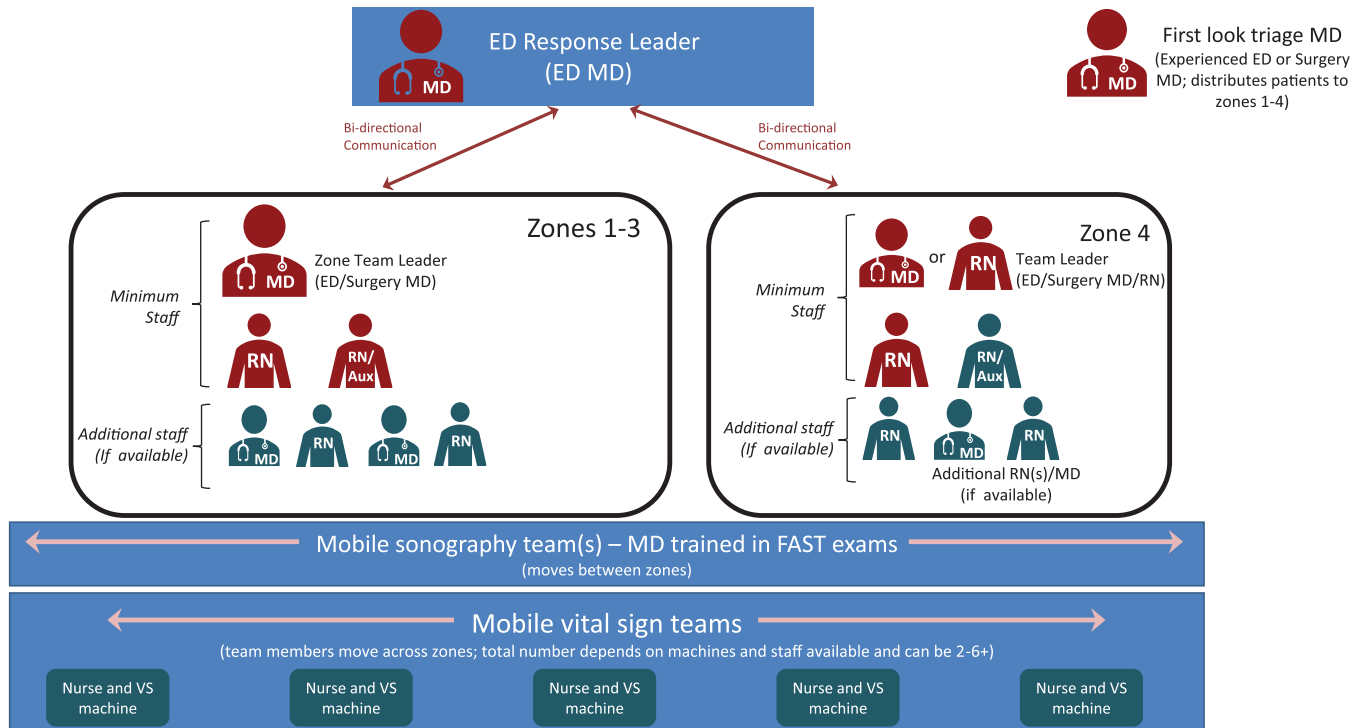 ED Response Leader
(ED MD)
MD
First look triage MD
(Experienced ED or Surgery
MD; distributes patients to
zones 1-4)
MD
Bi-directional
Communication
Bi-directional
Communication
Zones 1-3
Minimum
Staff
MD
Zone Team Leader
(ED/Surgery MD)
RN
RN/
Aux
Additional staff
(If available)
MD
RN
MD
RN
Zone 4
Minimum
Staff
MD
or
RN
Team Leader
(ED/Surgery MD/RN)
RN
RN/
Aux
Additional staff
(If available)
RN
MD
RN
Additional RN(s)/MD
(if available)
Mobile sonography team(s) – MD trained in FAST exams
(moves between zones)
Mobile vital sign teams
(team members move across zones; total number depends on machines and staff available and can be 2-6+)
Nurse and VS
machine
Nurse and VS
machine
Nurse and VS
machine
Nurse and VS
machine
Nurse and VS
machine